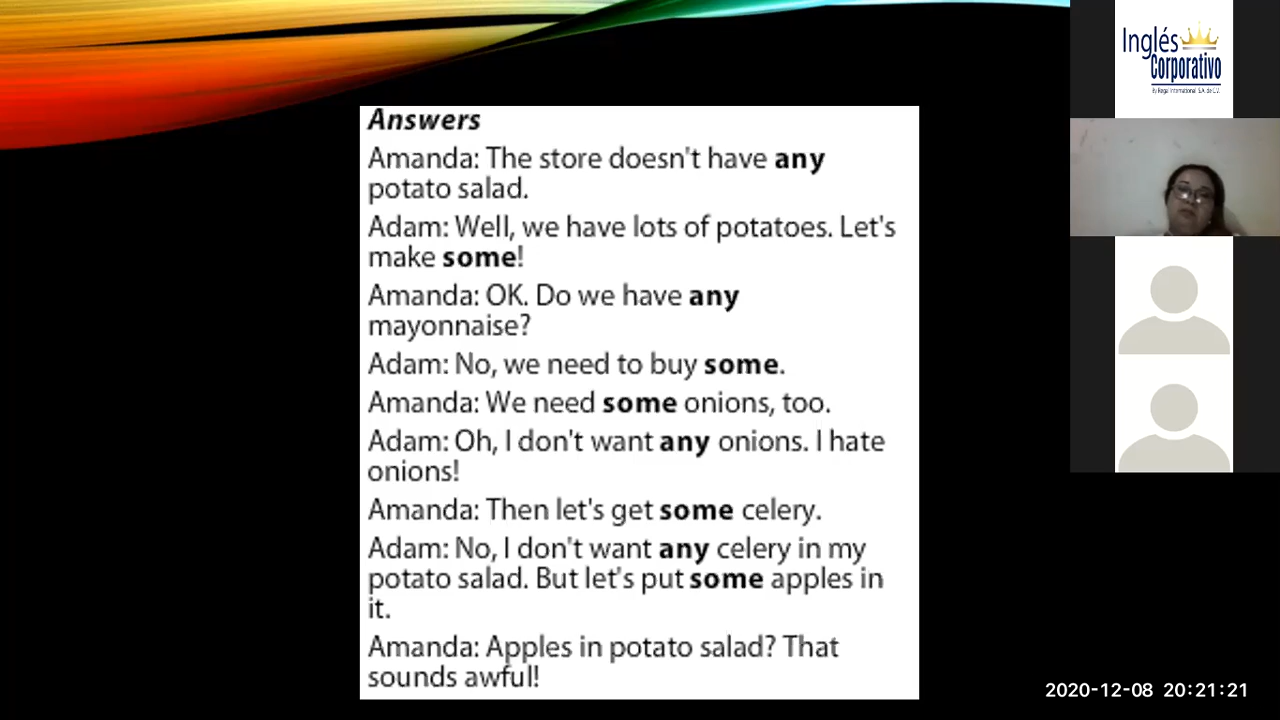 Answers
Amanda: The store doesn't have any
potato salad.
Adam: Well, we have lots of potatoes. Let's
make some!
Amanda: OK. Do we have any
mayonnaise?
Adam: No, we need to buy some.
Amanda: We need some onions, too.
Adam: Oh, I don't want any onions. I hate
onions!
Amanda: Then let's get some celery.
Adam: No, I don't want any celery in my
potato salad. But let's put some apples in
it.
Amanda: Apples in potato salad? That
sounds awful!
Inglés
Corporativo
By Regal International S.A. de C.V.
2020-12-08 20:21:21